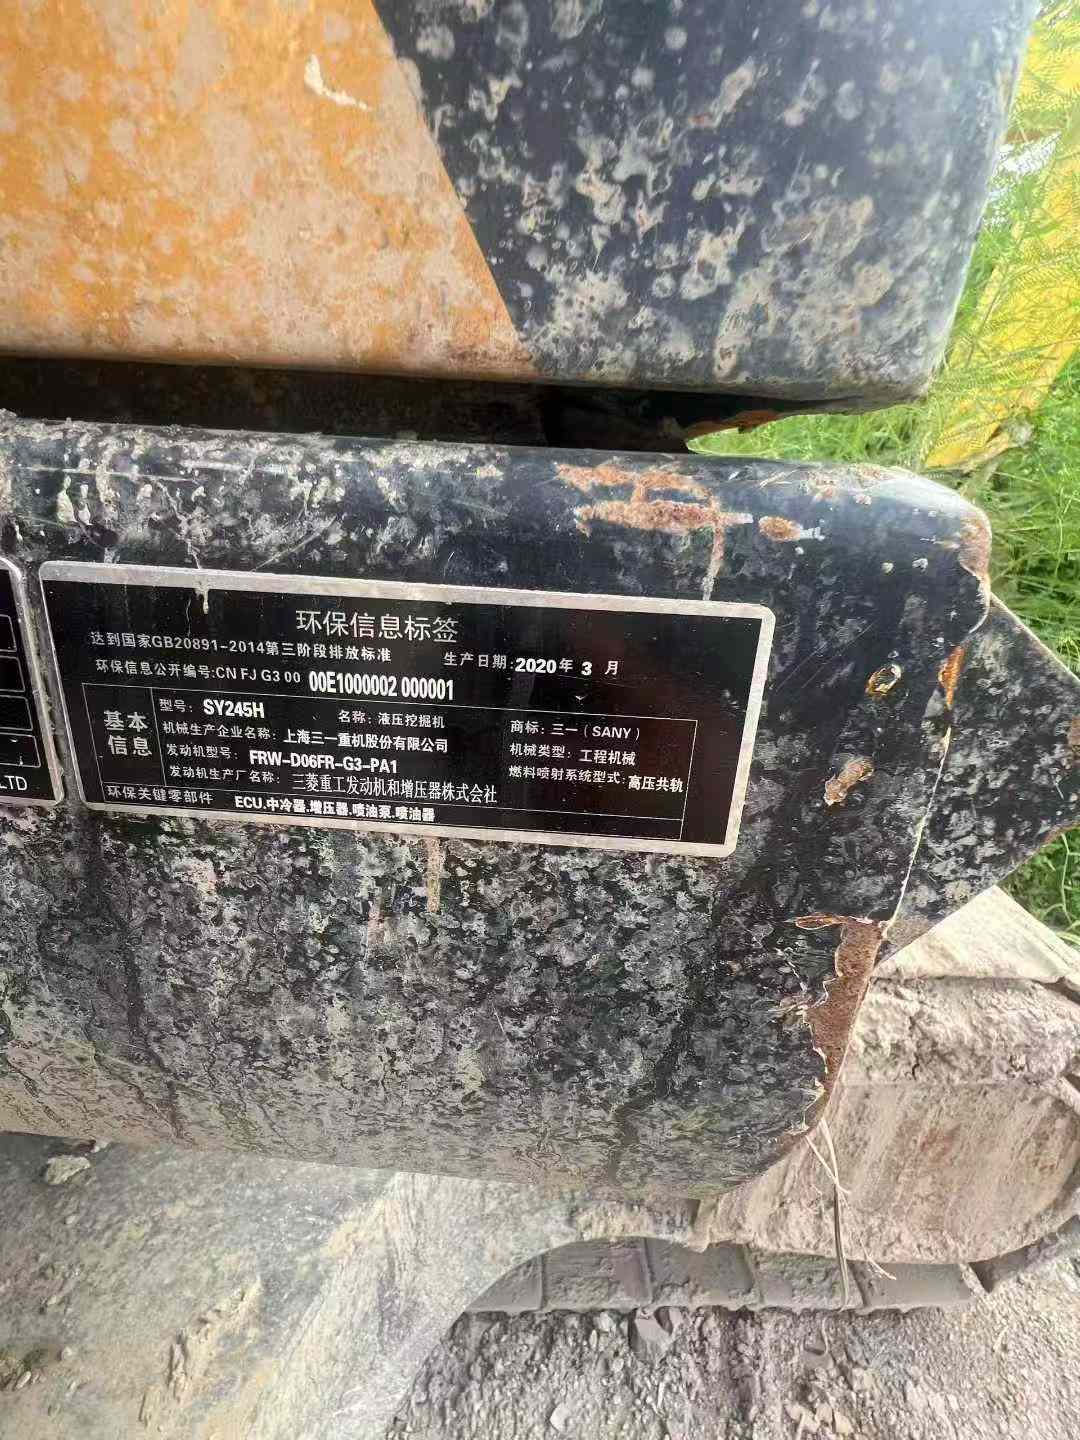 环保信息标签
达到国家GB20891-2014第三阶段排放标准
生产日期:2020年 3 月
环保信息公开编号:CN FJ G3 00 00E1000002 000001
基本信息
型号: SY245H
名称: 液压挖掘机
商标: 三一(SANY)
机械生产企业名称: 上海三一重机股份有限公司
机械类型: 工程机械
发动机型号: FRW-D06FR-G3-PA1
燃料喷射系统型式: 高压共轨
发动机生产厂名称: 三菱重工发动机和增压器株式会社
环保关键零部件 ECU.中冷器.增压器.喷油泵.喷油器
LTD